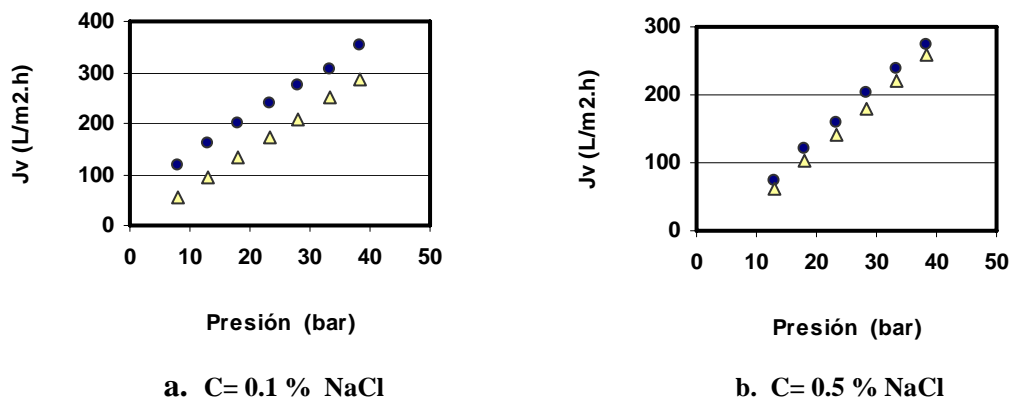 400
300
200
100
0
0 10 20 30 40 50
Jv (L/m2.h)
Presión (bar)
a. C= 0.1 % NaCl
300
200
100
0
0 10 20 30 40 50
Jv (L/m2.h)
Presión (bar)
b. C= 0.5 % NaCl